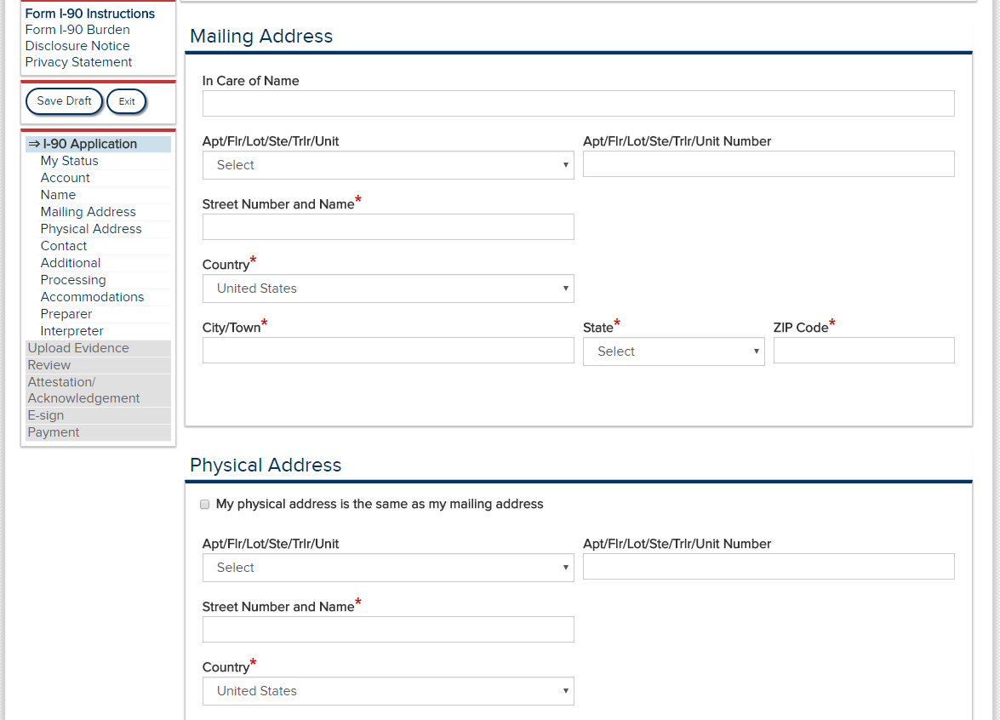 Form I-90 Instructions
Form I-90 Burden
Disclosure Notice
Privacy Statement
Save Draft Exit
⇒ I-90 Application
My Status
Account
Name
Mailing Address
Physical Address
Contact
Additional
Processing
Accommodations
Preparer
Interpreter
Upload Evidence
Review
Attestation/
Acknowledgement
E-sign
Payment
Mailing Address
In Care of Name
Apt/Flr/Lot/Ste/Trlr/Unit Apt/Flr/Lot/Ste/Trlr/Unit Number
Select
Street Number and Name*
Country*
United States
City/Town* State* ZIP Code*
Select
Physical Address
My physical address is the same as my mailing address
Apt/Flr/Lot/Ste/Trlr/Unit Apt/Flr/Lot/Ste/Trlr/Unit Number
Select
Street Number and Name*
Country*
United States